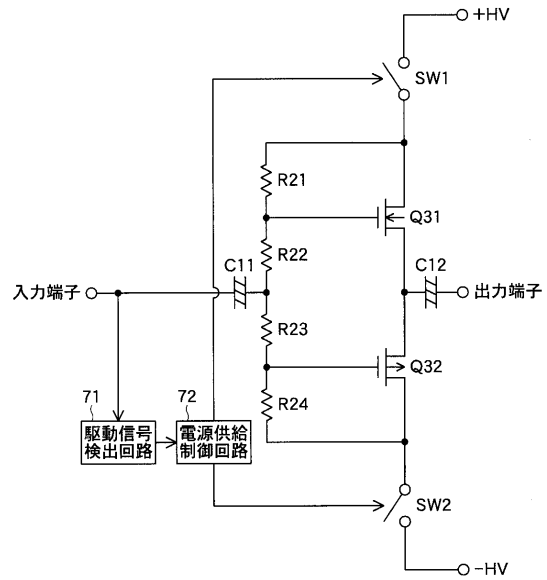 +HV
SW1
R21
Q31
R22
C11
C12
入力端子
出力端子
R23
Q32
R24
71
72
駆動信号
検出回路
電源供給
制御回路
SW2
-HV